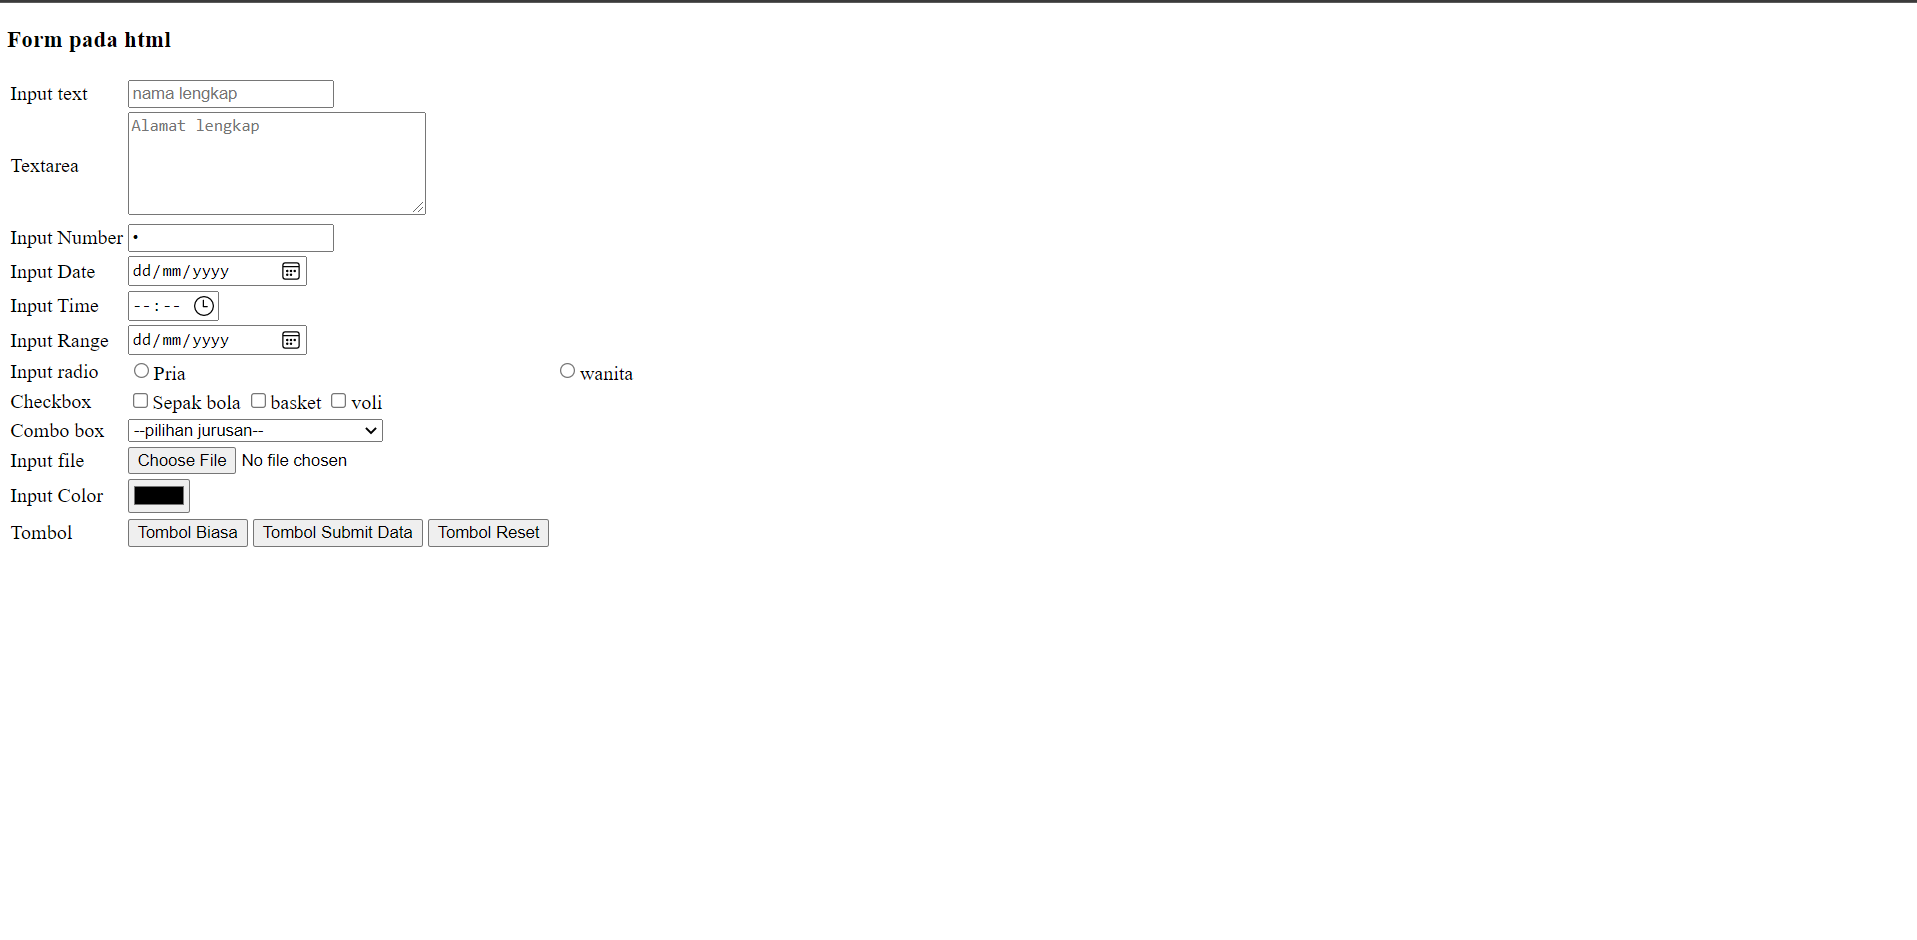 Form pada html
Input text nama lengkap
Textarea Alamat lengkap
Input Number •
Input Date dd/mm/yyyy
Input Time --:--
Input Range dd/mm/yyyy
Input radio Pria wanita
Checkbox Sepak bola basket voli
Combo box --pilihan jurusan--
Input file Choose File No file chosen
Input Color
Tombol Tombol Biasa Tombol Submit Data Tombol Reset